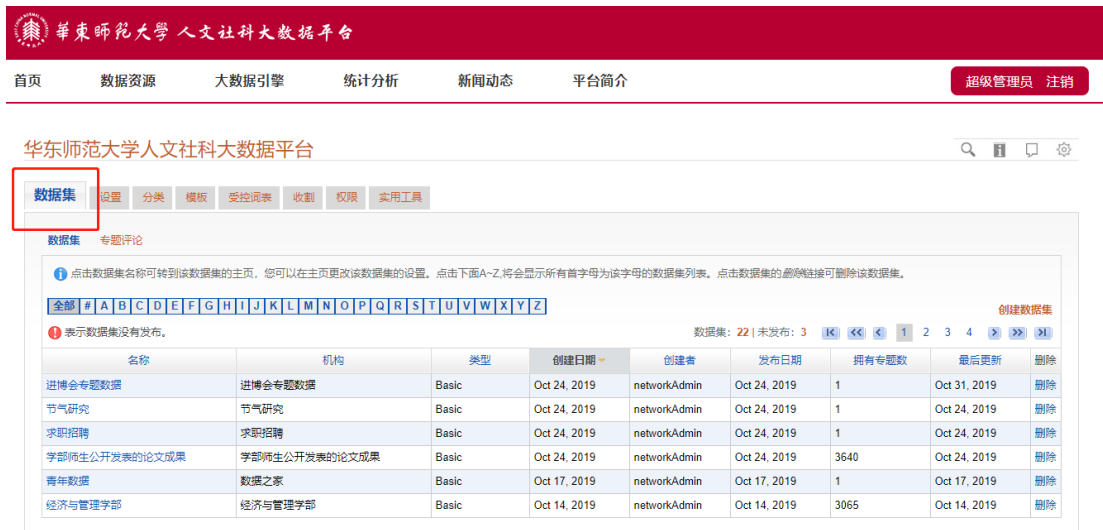 華東師範大學 人文社科大数据平台
首页 数据资源 大数据引擎 统计分析 新闻动态 平台简介 超级管理员 注销
华东师范大学人文社科大数据平台
数据集 设置 分类 模板 受控词表 收割 权限 实用工具
数据集 专题评论
点击数据集名称可转到该数据集的主页，您可以在主页更改该数据集的设置。点击下面A~Z,将会显示所有首字母为该字母的数据集列表。点击数据集的删除链接可删除该数据集。
全部 # A B C D E F G H I J K L M N O P Q R S T U V W X Y Z
创建数据集
表示数据集没有发布。 数据集：22 | 未发布：3 1 2 3 4
名称 机构 类型 创建日期 创建者 发布日期 拥有专题数 最后更新 删除
进博会专题数据 进博会专题数据 Basic Oct 24, 2019 networkAdmin Oct 24, 2019 1 Oct 31, 2019 删除
节气研究 节气研究 Basic Oct 24, 2019 networkAdmin Oct 24, 2019 1 Oct 24, 2019 删除
求职招聘 求职招聘 Basic Oct 24, 2019 networkAdmin Oct 24, 2019 1 Oct 24, 2019 删除
学部师生公开发表的论文成果 学部师生公开发表的论文成果 Basic Oct 24, 2019 networkAdmin Oct 24, 2019 3640 Oct 24, 2019 删除
青年数据 数据之家 Basic Oct 17, 2019 networkAdmin Oct 17, 2019 1 Oct 17, 2019 删除
经济与管理学部 经济与管理学部 Basic Oct 14, 2019 networkAdmin Oct 14, 2019 3065 Oct 14, 2019 删除